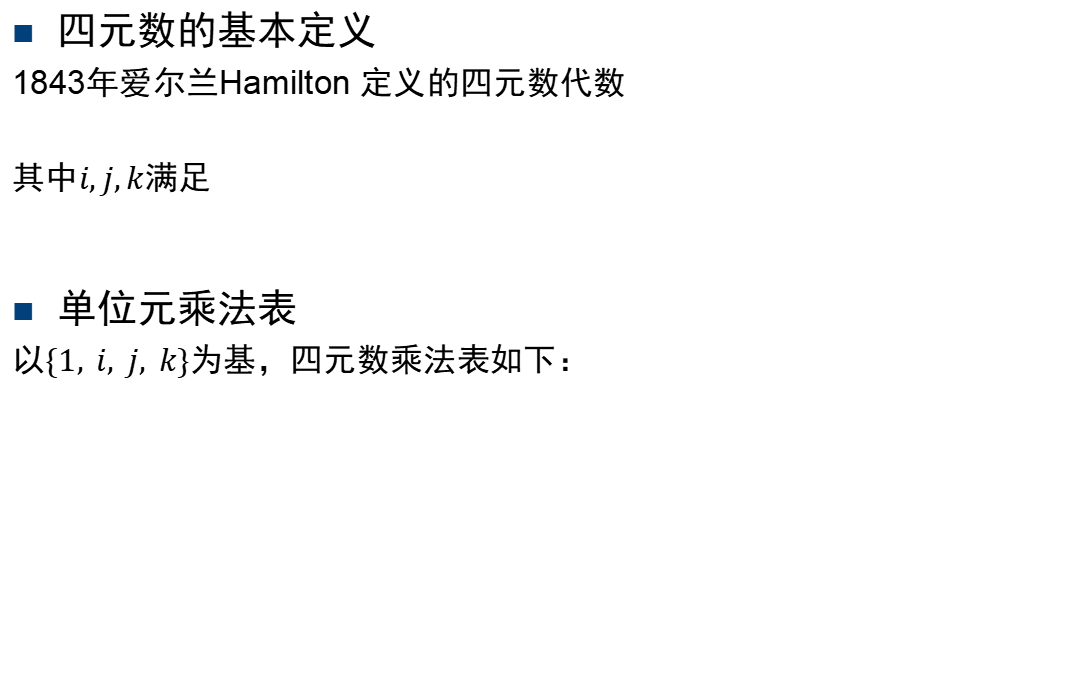 ■ 四元数的基本定义
1843年爱尔兰Hamilton 定义的四元数代数
其中i, j, k满足
■ 单位元乘法表
以{1, i, j, k}为基，四元数乘法表如下：